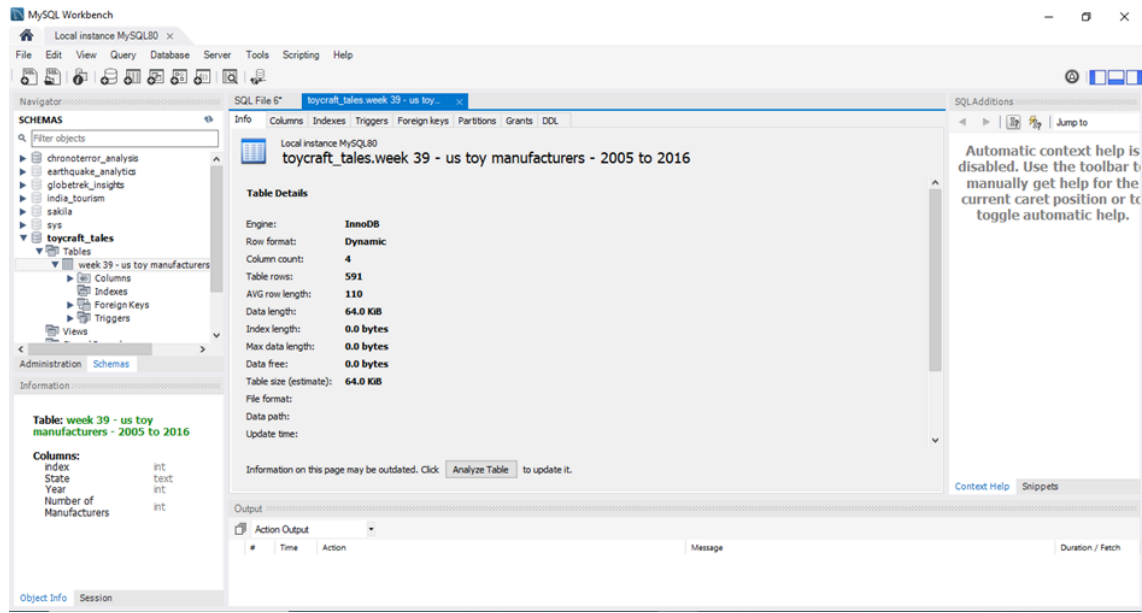 MySQL Workbench
Local instance MySQL80 ×
File Edit View Query Database Server Tools Scripting Help
Navigator
SCHEMAS
Filter objects
chronoterror_analysis
earthquake_analytics
globetrek_insights
india_tourism
sakila
sys
toycraft_tales
Tables
week 39 - us toy manufacturers
Columns
Indexes
Foreign Keys
Triggers
Views
Administration Schemas
Information
Table: week 39 - us toy
manufacturers - 2005 to 2016
Columns:
index int
State text
Year int
Number of
Manufacturers int
Object Info Session
SQL File 6* toycraft_tales.week 39 - us toy... ×
Info Columns Indexes Triggers Foreign keys Partitions Grants DDL
Local instance MySQL80
toycraft_tales.week 39 - us toy manufacturers - 2005 to 2016
Table Details
Engine: InnoDB
Row format: Dynamic
Column count: 4
Table rows: 591
AVG row length: 110
Data length: 64.0 KiB
Index length: 0.0 bytes
Max data length: 0.0 bytes
Data free: 0.0 bytes
Table size (estimate): 64.0 KiB
File format:
Data path:
Update time:
Information on this page may be outdated. Click Analyze Table to update it.
Output
Action Output
# Time Action Message Duration / Fetch
SQLAdditions
Jump to
Automatic context help is
disabled. Use the toolbar t
manually get help for the
current caret position or to
toggle automatic help.
Context Help Snippets